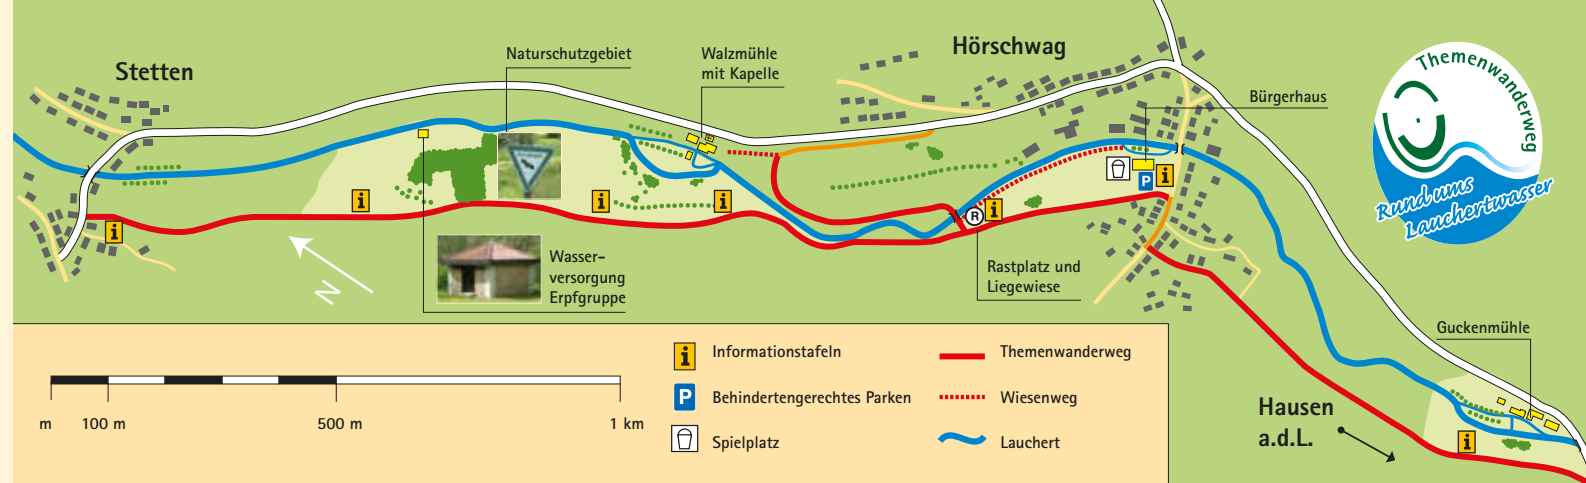 Stetten
Naturschutzgebiet
Walzmühle
mit Kapelle
Hörschwag
Bürgerhaus
Themenwanderweg
Rund ums
Lauchertwasser
i
i
i
i
i
i
P
R
N
Wasser-
versorgung
Erpfgruppe
Rastplatz und
Liegewiese
Guckenmühle
Hausen
a.d.L.
i
m
100 m
500 m
1 km
i
Informationstafeln
P
Behindertengerechtes Parken
Spielplatz
Themenwanderweg
Wiesenweg
Lauchert